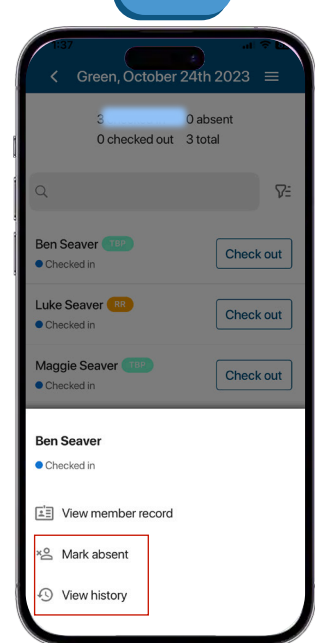 1:37
Green, October 24th 2023
3 0 absent
0 checked out 3 total
Ben Seaver TBP
Checked in
Check out
Luke Seaver RR
Checked in
Check out
Maggie Seaver TBP
Checked in
Check out
Ben Seaver
Checked in
View member record
Mark absent
View history